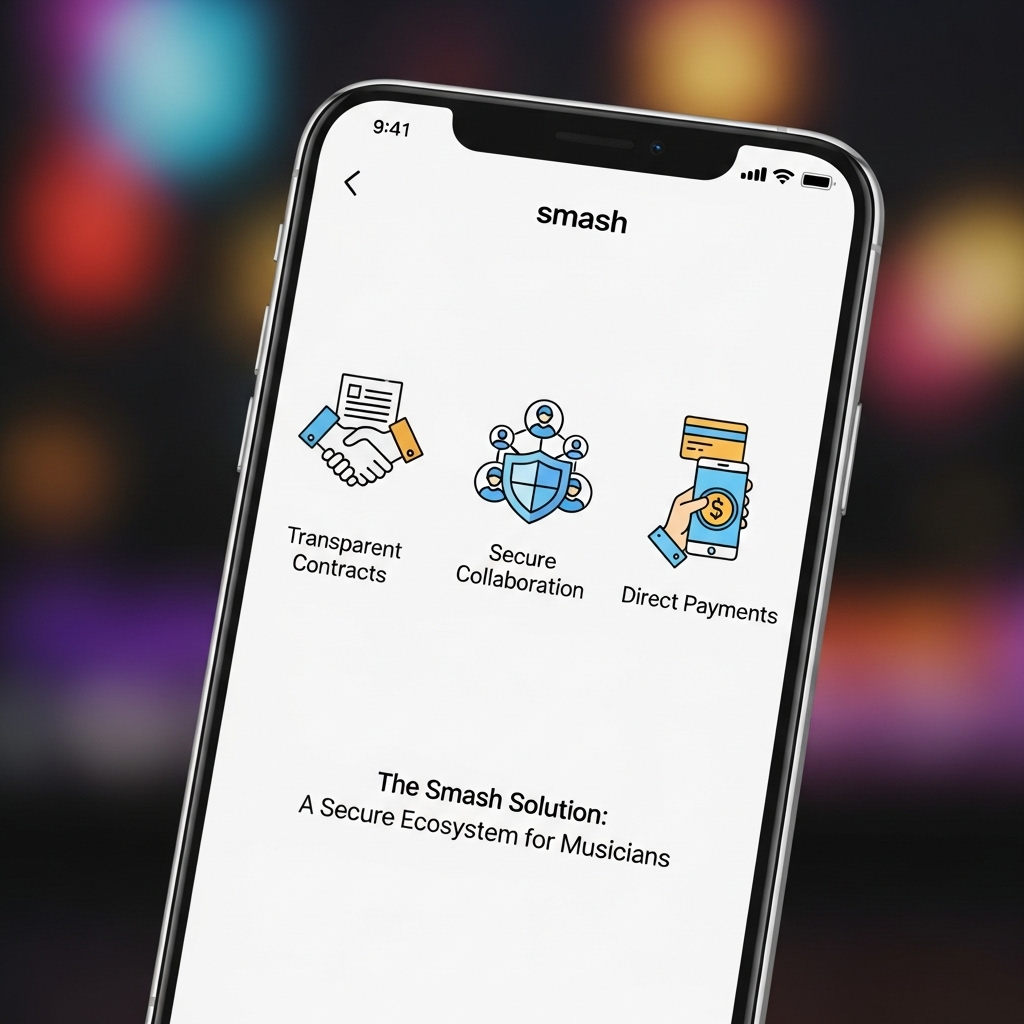 9:41
smash
Transparent
Contracts
Secure
Collaboration
Direct Payments
The Smash Solution:
A Secure Ecosystem for Musicians